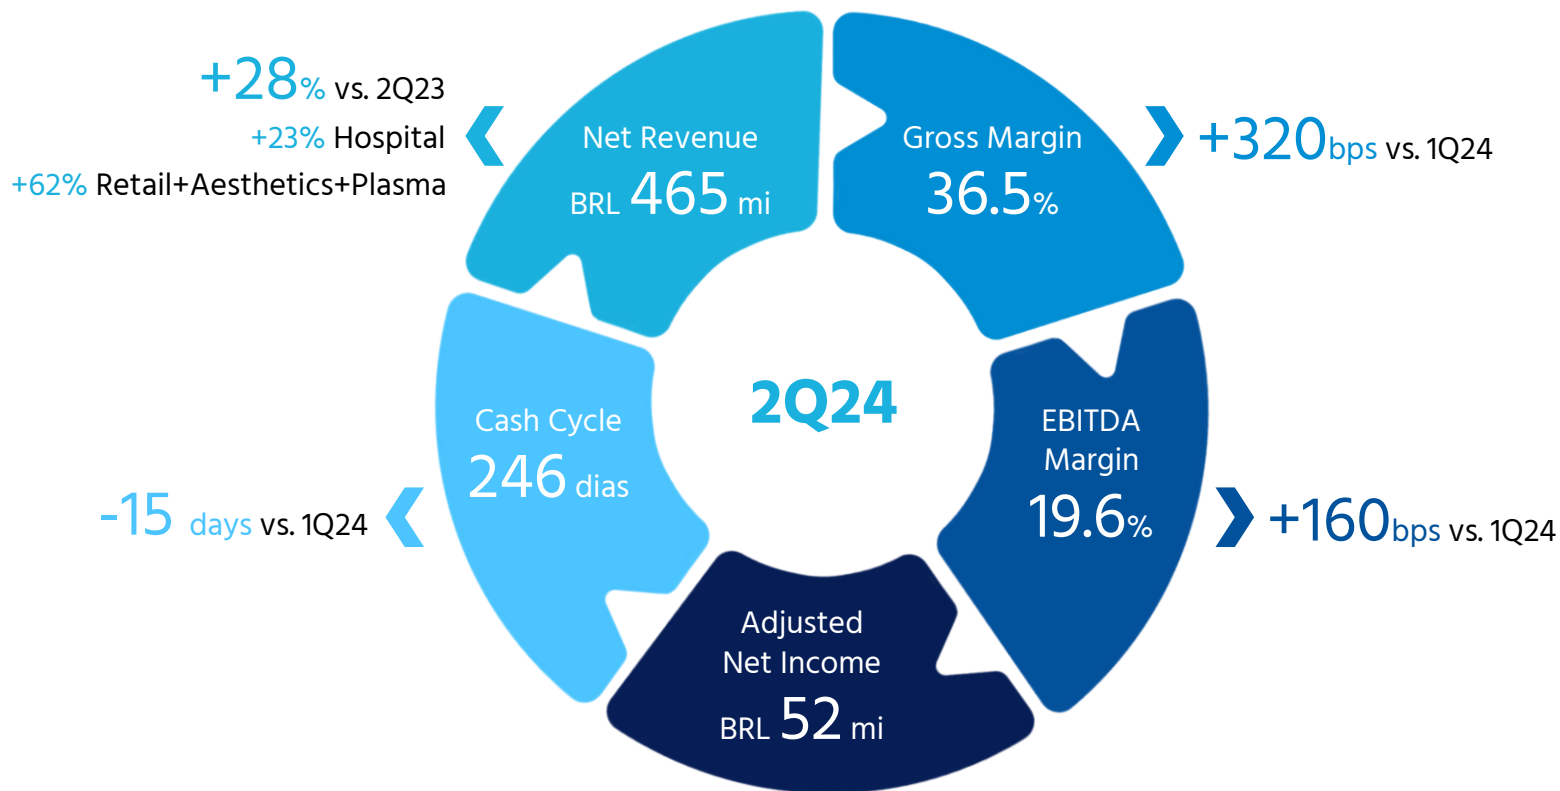 +28% vs. 2Q23
+23% Hospital
+62% Retail+Aesthetics+Plasma
Net Revenue
BRL 465 mi
Gross Margin
36.5%
+320bps vs. 1Q24
2Q24
Cash Cycle
246 dias
-15 days vs. 1Q24
EBITDA
Margin
19.6%
+160bps vs. 1Q24
Adjusted
Net Income
BRL 52 mi